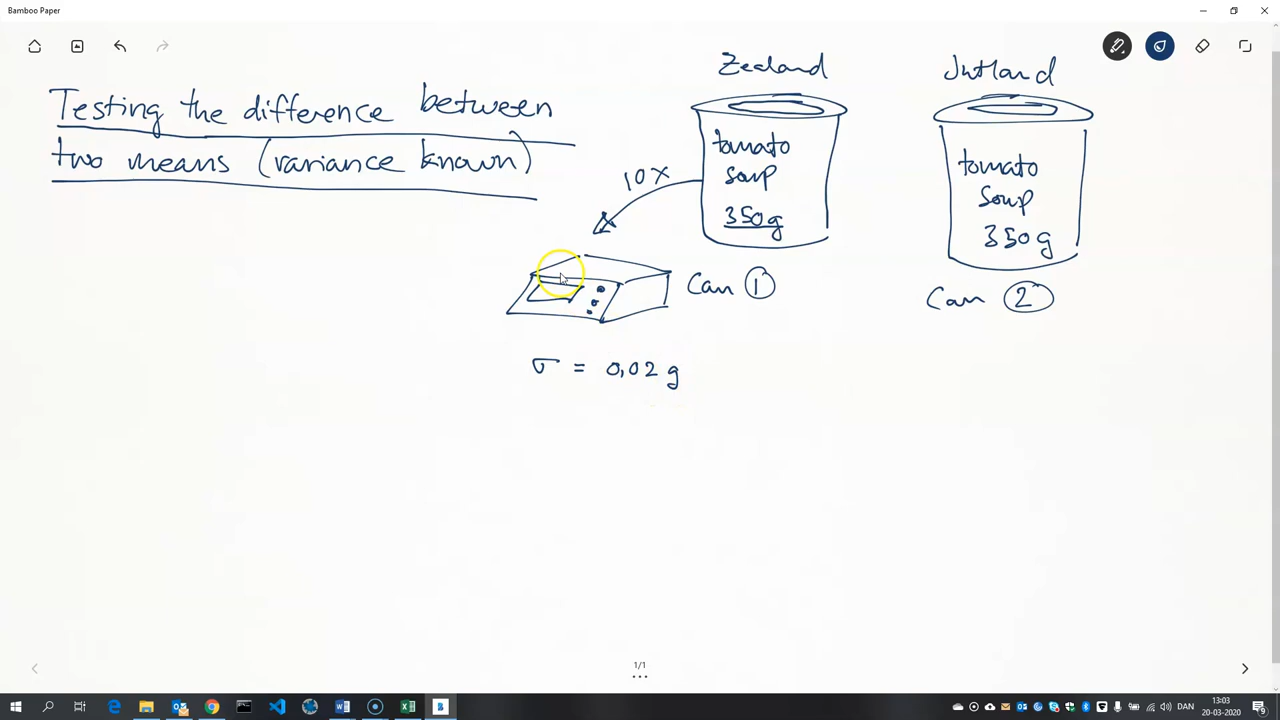 Bamboo Paper
Testing the difference between
two means (variance known)
Zealand
tomato
soup
350g
Can 1
Jutland
tomato
soup
350g
Can 2
10x
σ = 0,02 g
1/1
DAN
13:03
20-03-2020